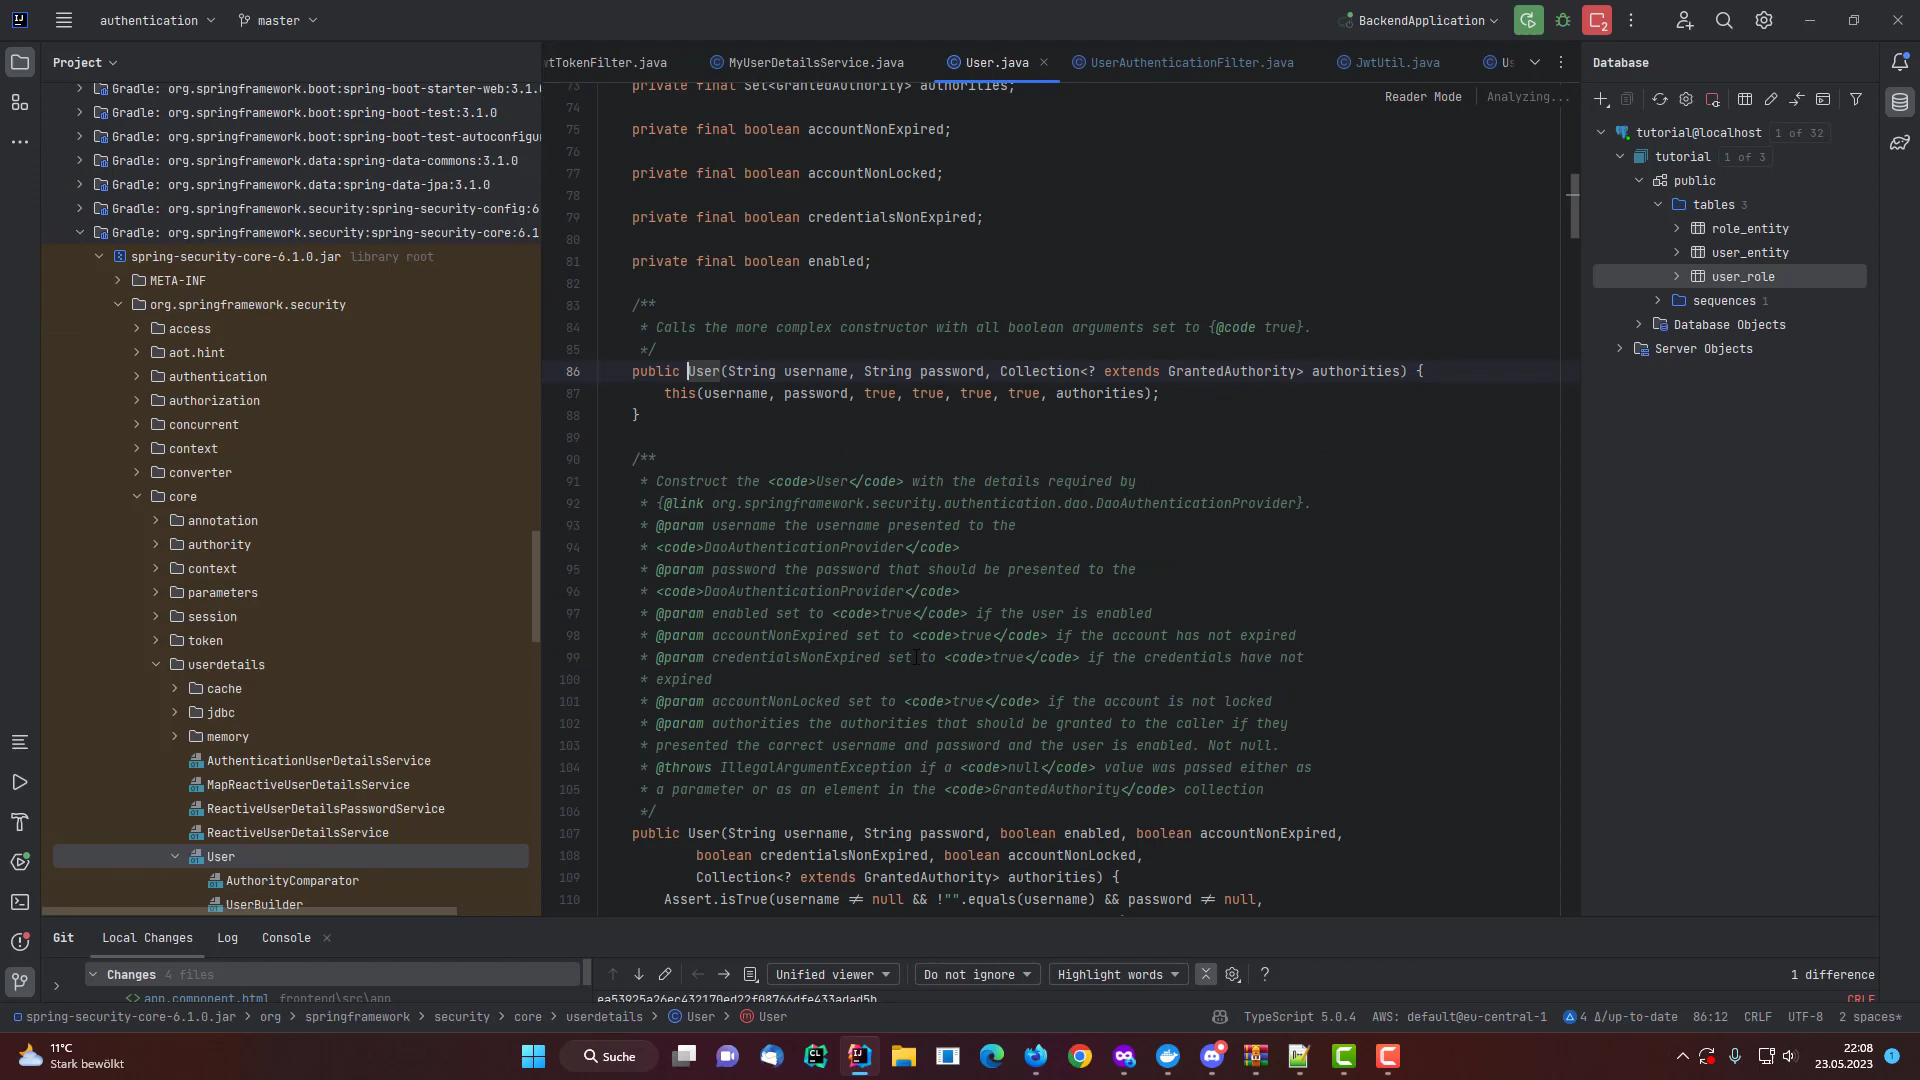 authentication
master
BackendApplication
2
Project
vtTokenFilter.java
MyUserDetailsService.java
User.java
UserAuthenticationFilter.java
JwtUtil.java
Us
Database
Gradle: org.springframework.boot:spring-boot-starter-web:3.1.0
Gradle: org.springframework.boot:spring-boot-test:3.1.0
Gradle: org.springframework.boot:spring-boot-test-autoconfigur
Gradle: org.springframework.data:spring-data-commons:3.1.0
Gradle: org.springframework.data:spring-data-jpa:3.1.0
Gradle: org.springframework.security:spring-security-config:6
Gradle: org.springframework.security:spring-security-core:6.1
spring-security-core-6.1.0.jar library root
META-INF
org.springframework.security
access
aot.hint
authentication
authorization
concurrent
context
converter
core
annotation
authority
context
parameters
session
token
userdetails
cache
jdbc
memory
AuthenticationUserDetailsService
MapReactiveUserDetailsService
ReactiveUserDetailsPasswordService
ReactiveUserDetailsService
User
AuthorityComparator
UserBuilder
Reader Mode
Analyzing...
73 private final Set<GrantedAuthority> authorities;
74
75 private final boolean accountNonExpired;
76
77 private final boolean accountNonLocked;
78
79 private final boolean credentialsNonExpired;
80
81 private final boolean enabled;
82
83 /**
84 * Calls the more complex constructor with all boolean arguments set to {@code true}.
85 */
86 public User(String username, String password, Collection<? extends GrantedAuthority> authorities) {
87 this(username, password, true, true, true, true, authorities);
88 }
89
90 /**
91 * Construct the <code>User</code> with the details required by
92 * {@link org.springframework.security.authentication.dao.DaoAuthenticationProvider}.
93 * @param username the username presented to the
94 * <code>DaoAuthenticationProvider</code>
95 * @param password the password that should be presented to the
96 * <code>DaoAuthenticationProvider</code>
97 * @param enabled set to <code>true</code> if the user is enabled
98 * @param accountNonExpired set to <code>true</code> if the account has not expired
99 * @param credentialsNonExpired set to <code>true</code> if the credentials have not
100 * expired
101 * @param accountNonLocked set to <code>true</code> if the account is not locked
102 * @param authorities the authorities that should be granted to the caller if they
103 * presented the correct username and password and the user is enabled. Not null.
104 * @throws IllegalArgumentException if a <code>null</code> value was passed either as
105 * a parameter or as an element in the <code>GrantedAuthority</code> collection
106 */
107 public User(String username, String password, boolean enabled, boolean accountNonExpired,
108 boolean credentialsNonExpired, boolean accountNonLocked,
109 Collection<? extends GrantedAuthority> authorities) {
110 Assert.isTrue(username ≠ null && !"".equals(username) && password ≠ null,
tutorial@localhost 1 of 32
tutorial 1 of 3
public
tables 3
role_entity
user_entity
user_role
sequences 1
Database Objects
Server Objects
Git
Local Changes
Log
Console
Changes 4 files
app.component.html frontend\src\app
Unified viewer
Do not ignore
Highlight words
?
1 difference
ea53925a26ec432170ed22f08766dfe433adad5b
CRLF
spring-security-core-6.1.0.jar
org
springframework
security
core
userdetails
User
User
TypeScript 5.0.4
AWS: default@eu-central-1
4 Δ/up-to-date
86:12
CRLF
UTF-8
2 spaces*
11°C
Stark bewölkt
Suche
22:08
23.05.2023
1